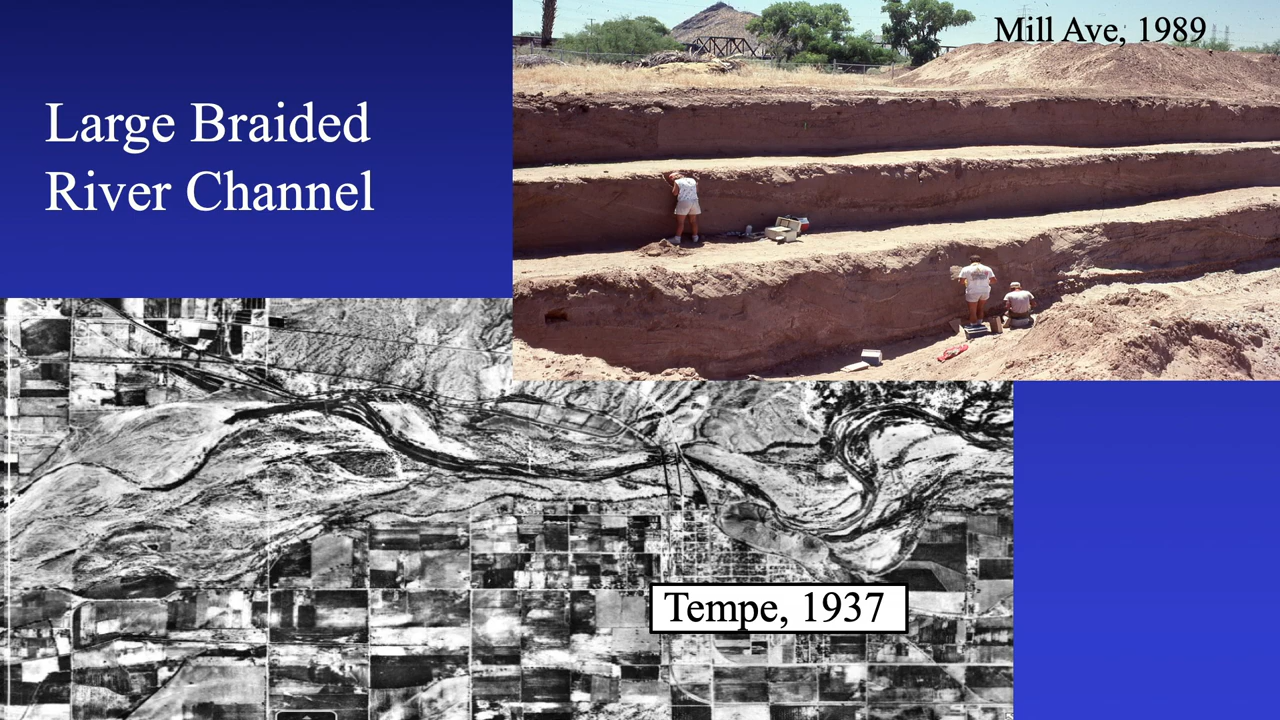 Large Braided
River Channel
Mill Ave, 1989
Tempe, 1937